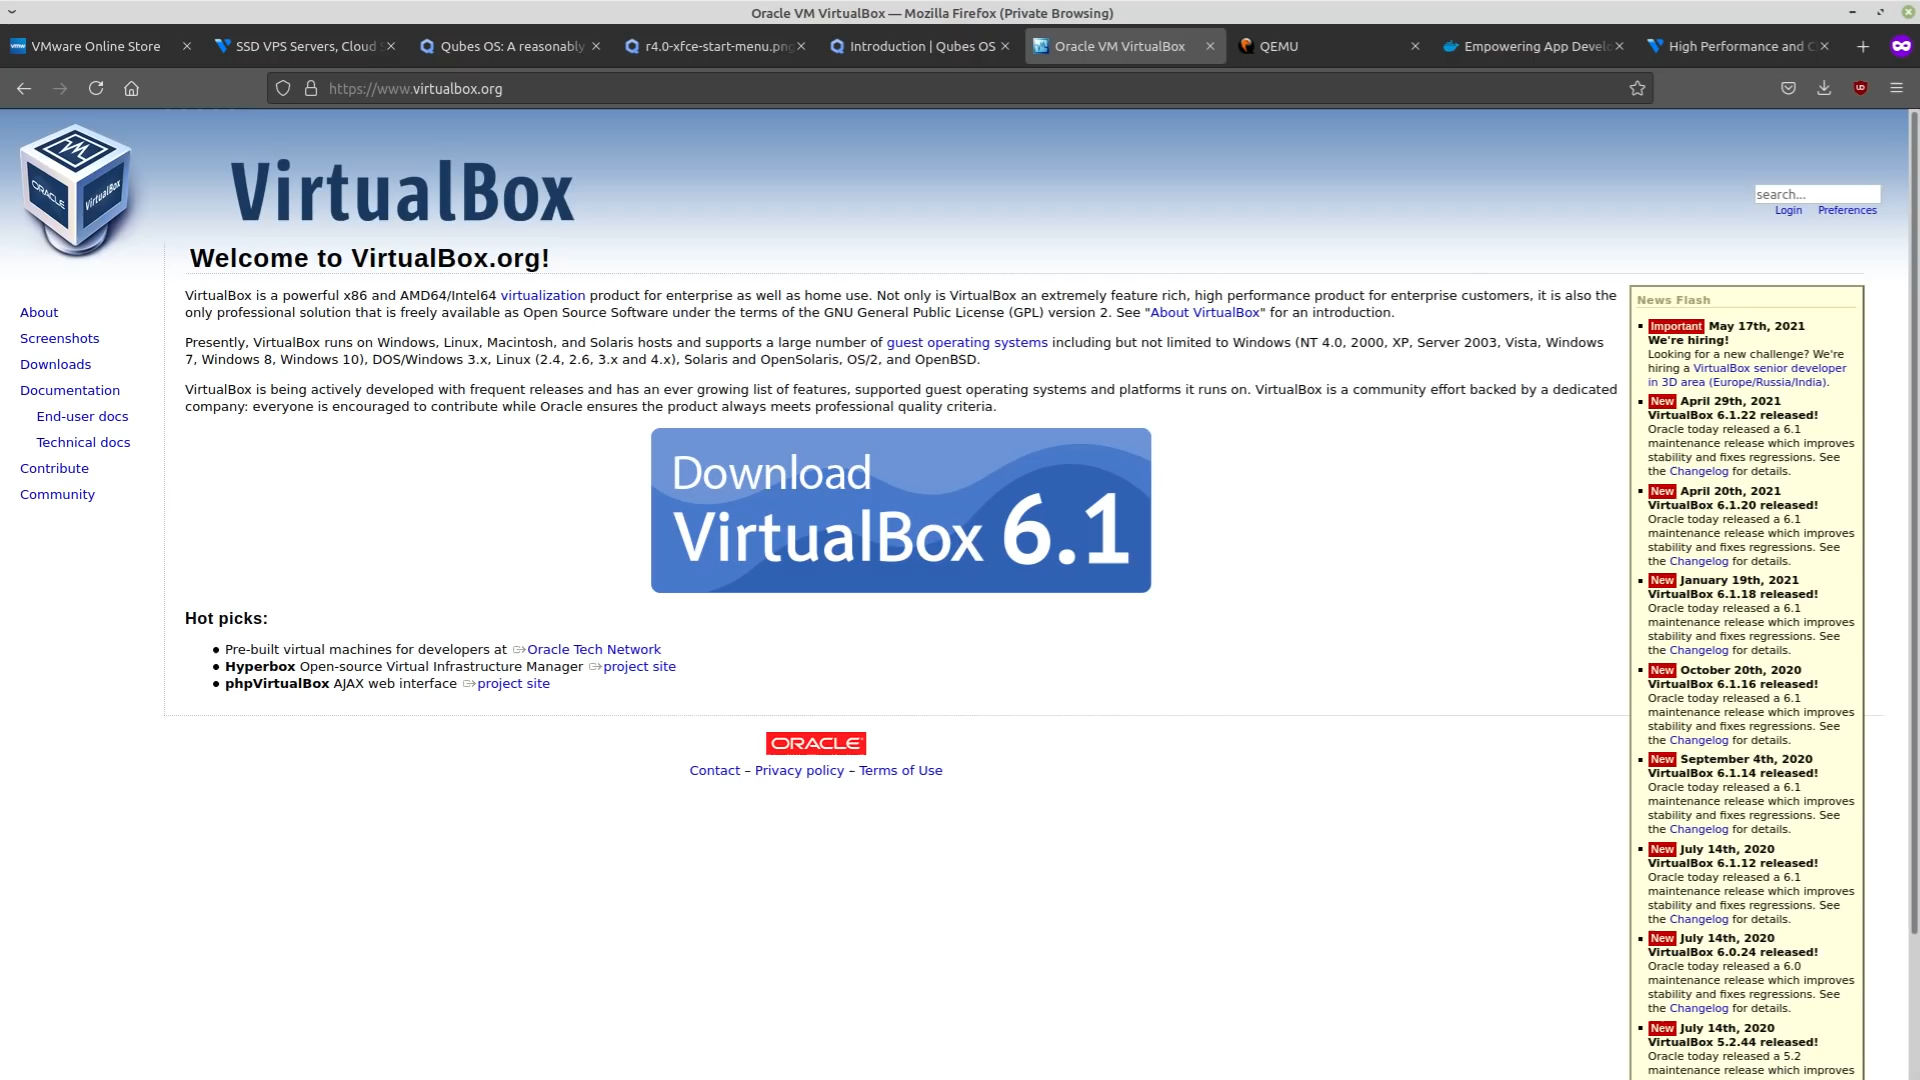 Oracle VM VirtualBox — Mozilla Firefox (Private Browsing)
vmw VMware Online Store
SSD VPS Servers, Cloud S
Qubes OS: A reasonably
r4.0-xfce-start-menu.png
Introduction | Qubes OS
Oracle VM VirtualBox
QEMU
Empowering App Develo
High Performance and C
https://www.virtualbox.org
ORACLE
VirtualBox
VirtualBox
search...
Login Preferences
Welcome to VirtualBox.org!
About
Screenshots
Downloads
Documentation
End-user docs
Technical docs
Contribute
Community
VirtualBox is a powerful x86 and AMD64/Intel64 virtualization product for enterprise as well as home use. Not only is VirtualBox an extremely feature rich, high performance product for enterprise customers, it is also the
only professional solution that is freely available as Open Source Software under the terms of the GNU General Public License (GPL) version 2. See "About VirtualBox" for an introduction.
Presently, VirtualBox runs on Windows, Linux, Macintosh, and Solaris hosts and supports a large number of guest operating systems including but not limited to Windows (NT 4.0, 2000, XP, Server 2003, Vista, Windows
7, Windows 8, Windows 10), DOS/Windows 3.x, Linux (2.4, 2.6, 3.x and 4.x), Solaris and OpenSolaris, OS/2, and OpenBSD.
VirtualBox is being actively developed with frequent releases and has an ever growing list of features, supported guest operating systems and platforms it runs on. VirtualBox is a community effort backed by a dedicated
company: everyone is encouraged to contribute while Oracle ensures the product always meets professional quality criteria.
Download
VirtualBox 6.1
Hot picks:
Pre-built virtual machines for developers at Oracle Tech Network
Hyperbox Open-source Virtual Infrastructure Manager project site
phpVirtualBox AJAX web interface project site
ORACLE
Contact – Privacy policy – Terms of Use
News Flash
Important May 17th, 2021
We're hiring!
Looking for a new challenge? We're
hiring a VirtualBox senior developer
in 3D area (Europe/Russia/India).
New April 29th, 2021
VirtualBox 6.1.22 released!
Oracle today released a 6.1
maintenance release which improves
stability and fixes regressions. See
the Changelog for details.
New April 20th, 2021
VirtualBox 6.1.20 released!
Oracle today released a 6.1
maintenance release which improves
stability and fixes regressions. See
the Changelog for details.
New January 19th, 2021
VirtualBox 6.1.18 released!
Oracle today released a 6.1
maintenance release which improves
stability and fixes regressions. See
the Changelog for details.
New October 20th, 2020
VirtualBox 6.1.16 released!
Oracle today released a 6.1
maintenance release which improves
stability and fixes regressions. See
the Changelog for details.
New September 4th, 2020
VirtualBox 6.1.14 released!
Oracle today released a 6.1
maintenance release which improves
stability and fixes regressions. See
the Changelog for details.
New July 14th, 2020
VirtualBox 6.1.12 released!
Oracle today released a 6.1
maintenance release which improves
stability and fixes regressions. See
the Changelog for details.
New July 14th, 2020
VirtualBox 6.0.24 released!
Oracle today released a 6.0
maintenance release which improves
stability and fixes regressions. See
the Changelog for details.
New July 14th, 2020
VirtualBox 5.2.44 released!
Oracle today released a 5.2
maintenance release which improves